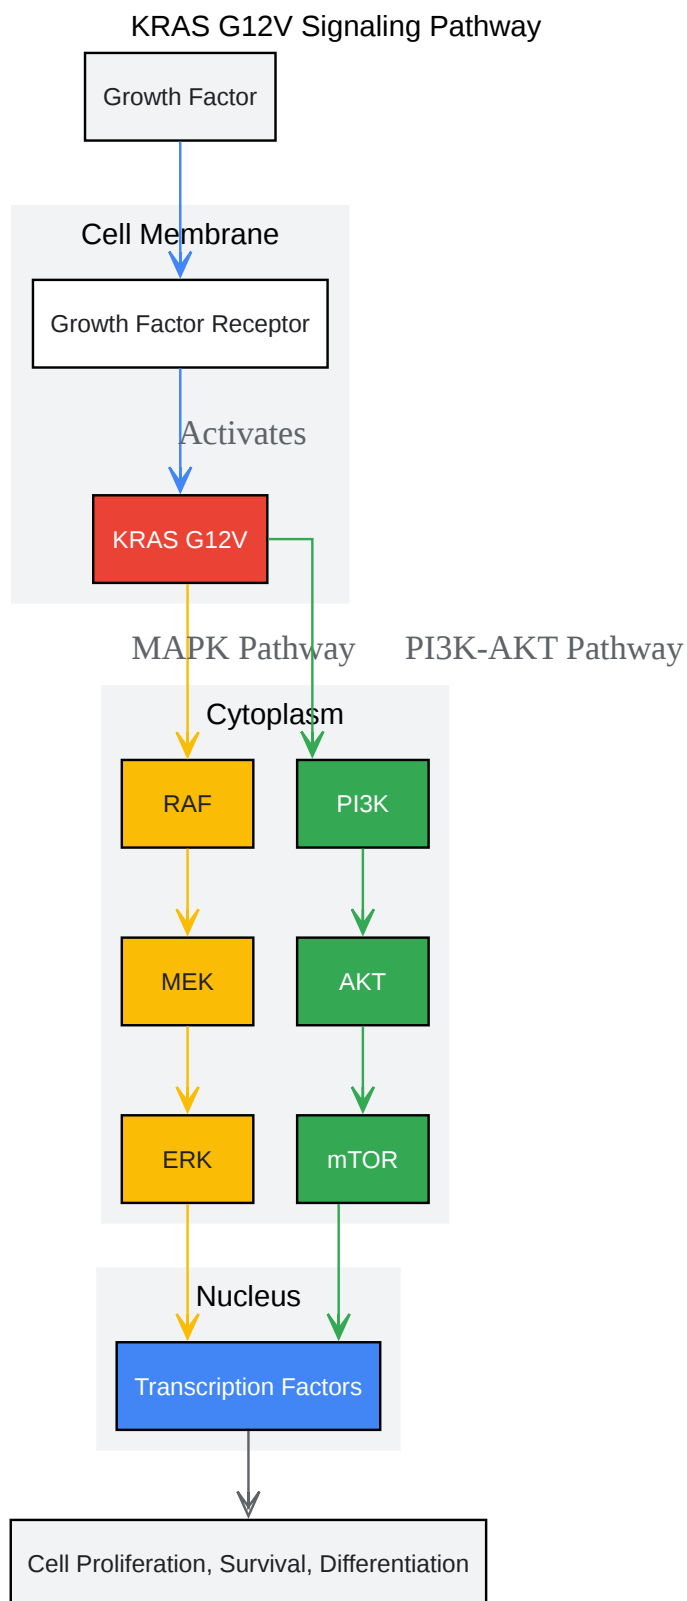 KRAS G12V Signaling Pathway
Growth Factor
Cell Membrane
Growth Factor Receptor
Activates
KRAS G12V
MAPK Pathway
PI3K-AKT Pathway
Cytoplasm
RAF
PI3K
MEK
AKT
ERK
mTOR
Nucleus
Transcription Factors
Cell Proliferation, Survival, Differentiation